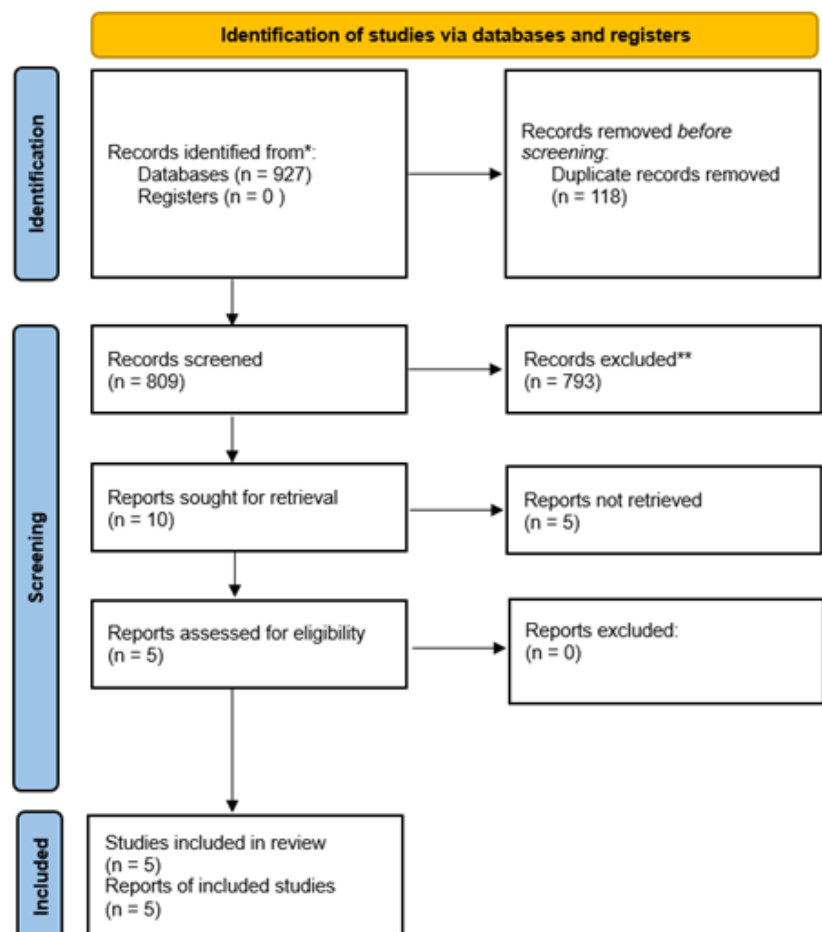 Identification of studies via databases and registers
Identification
Records identified from*:
Databases (n = 927)
Registers (n = 0 )
Records removed before
screening:
Duplicate records removed
(n = 118)
Screening
Records screened
(n = 809)
Records excluded**
(n = 793)
Reports sought for retrieval
(n = 10)
Reports not retrieved
(n = 5)
Reports assessed for eligibility
(n = 5)
Reports excluded:
(n = 0)
Included
Studies included in review
(n = 5)
Reports of included studies
(n = 5)